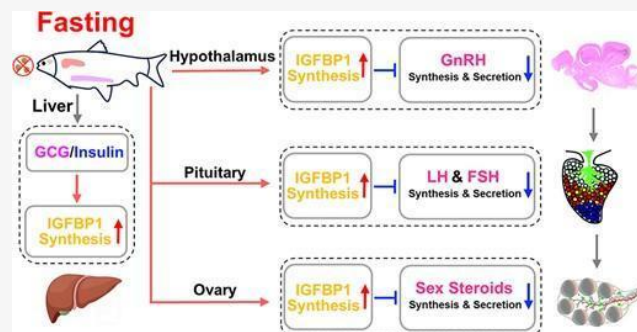 Fasting
Hypothalamus
IGFBP1
Synthesis
GnRH
Synthesis & Secretion
Liver
GCG/Insulin
IGFBP1
Synthesis
Pituitary
IGFBP1
Synthesis
LH & FSH
Synthesis & Secretion
Ovary
IGFBP1
Synthesis
Sex Steroids
Synthesis & Secretion